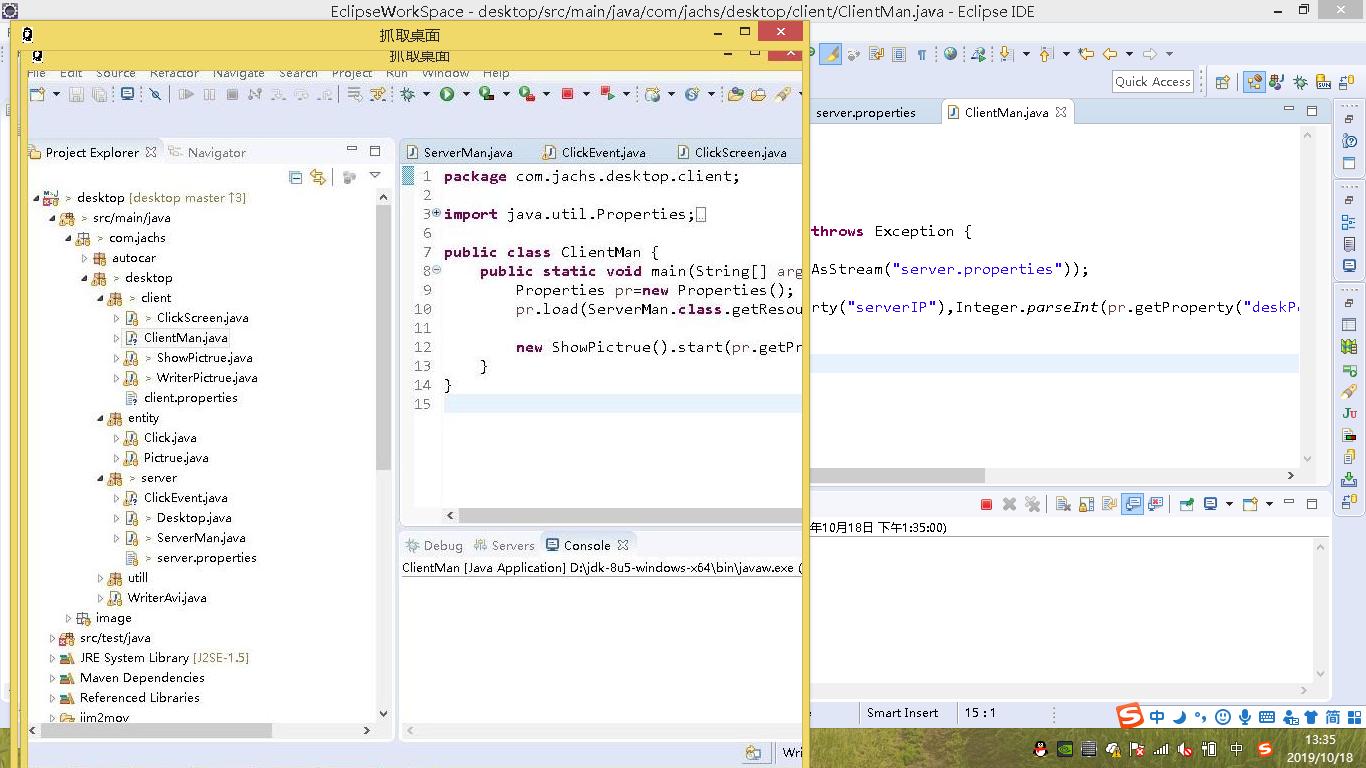 EclipseWorkSpace - desktop/src/main/java/com/jachs/desktop/client/ClientMan.java - Eclipse IDE
抓取桌面
抓取桌面
File Edit Source Refactor Navigate Search Project Run Window Help
Quick Access
Project Explorer Navigator
ServerMan.java ClickEvent.java ClickScreen.java
server.properties ClientMan.java
desktop [desktop master ↑3]
> src/main/java
> com.jachs
autocar
> desktop
> client
> ClickScreen.java
ClientMan.java
> ShowPictrue.java
> WriterPictrue.java
client.properties
entity
Click.java
Pictrue.java
> server
ClickEvent.java
> Desktop.java
> ServerMan.java
> server.properties
utill
WriterAvi.java
image
src/test/java
JRE System Library [J2SE-1.5]
Maven Dependencies
Referenced Libraries
jim2mov
1 package com.jachs.desktop.client;
2
3 import java.util.Properties;
6
7 public class ClientMan {
8 public static void main(String[] arg
throws Exception {
9 Properties pr=new Properties();
10 pr.load(ServerMan.class.getResou
AsStream("server.properties"));
11
12 new ShowPictrue().start(pr.getPr
rty("serverIP"),Integer.parseInt(pr.getProperty("deskP
13 }
14 }
15
Debug Servers Console
ClientMan [Java Application] D:\jdk-8u5-windows-x64\bin\javaw.exe (
年10月18日 下午1:35:00)
Wri
Smart Insert 15 : 1
中 简
中
13:35
2019/10/18